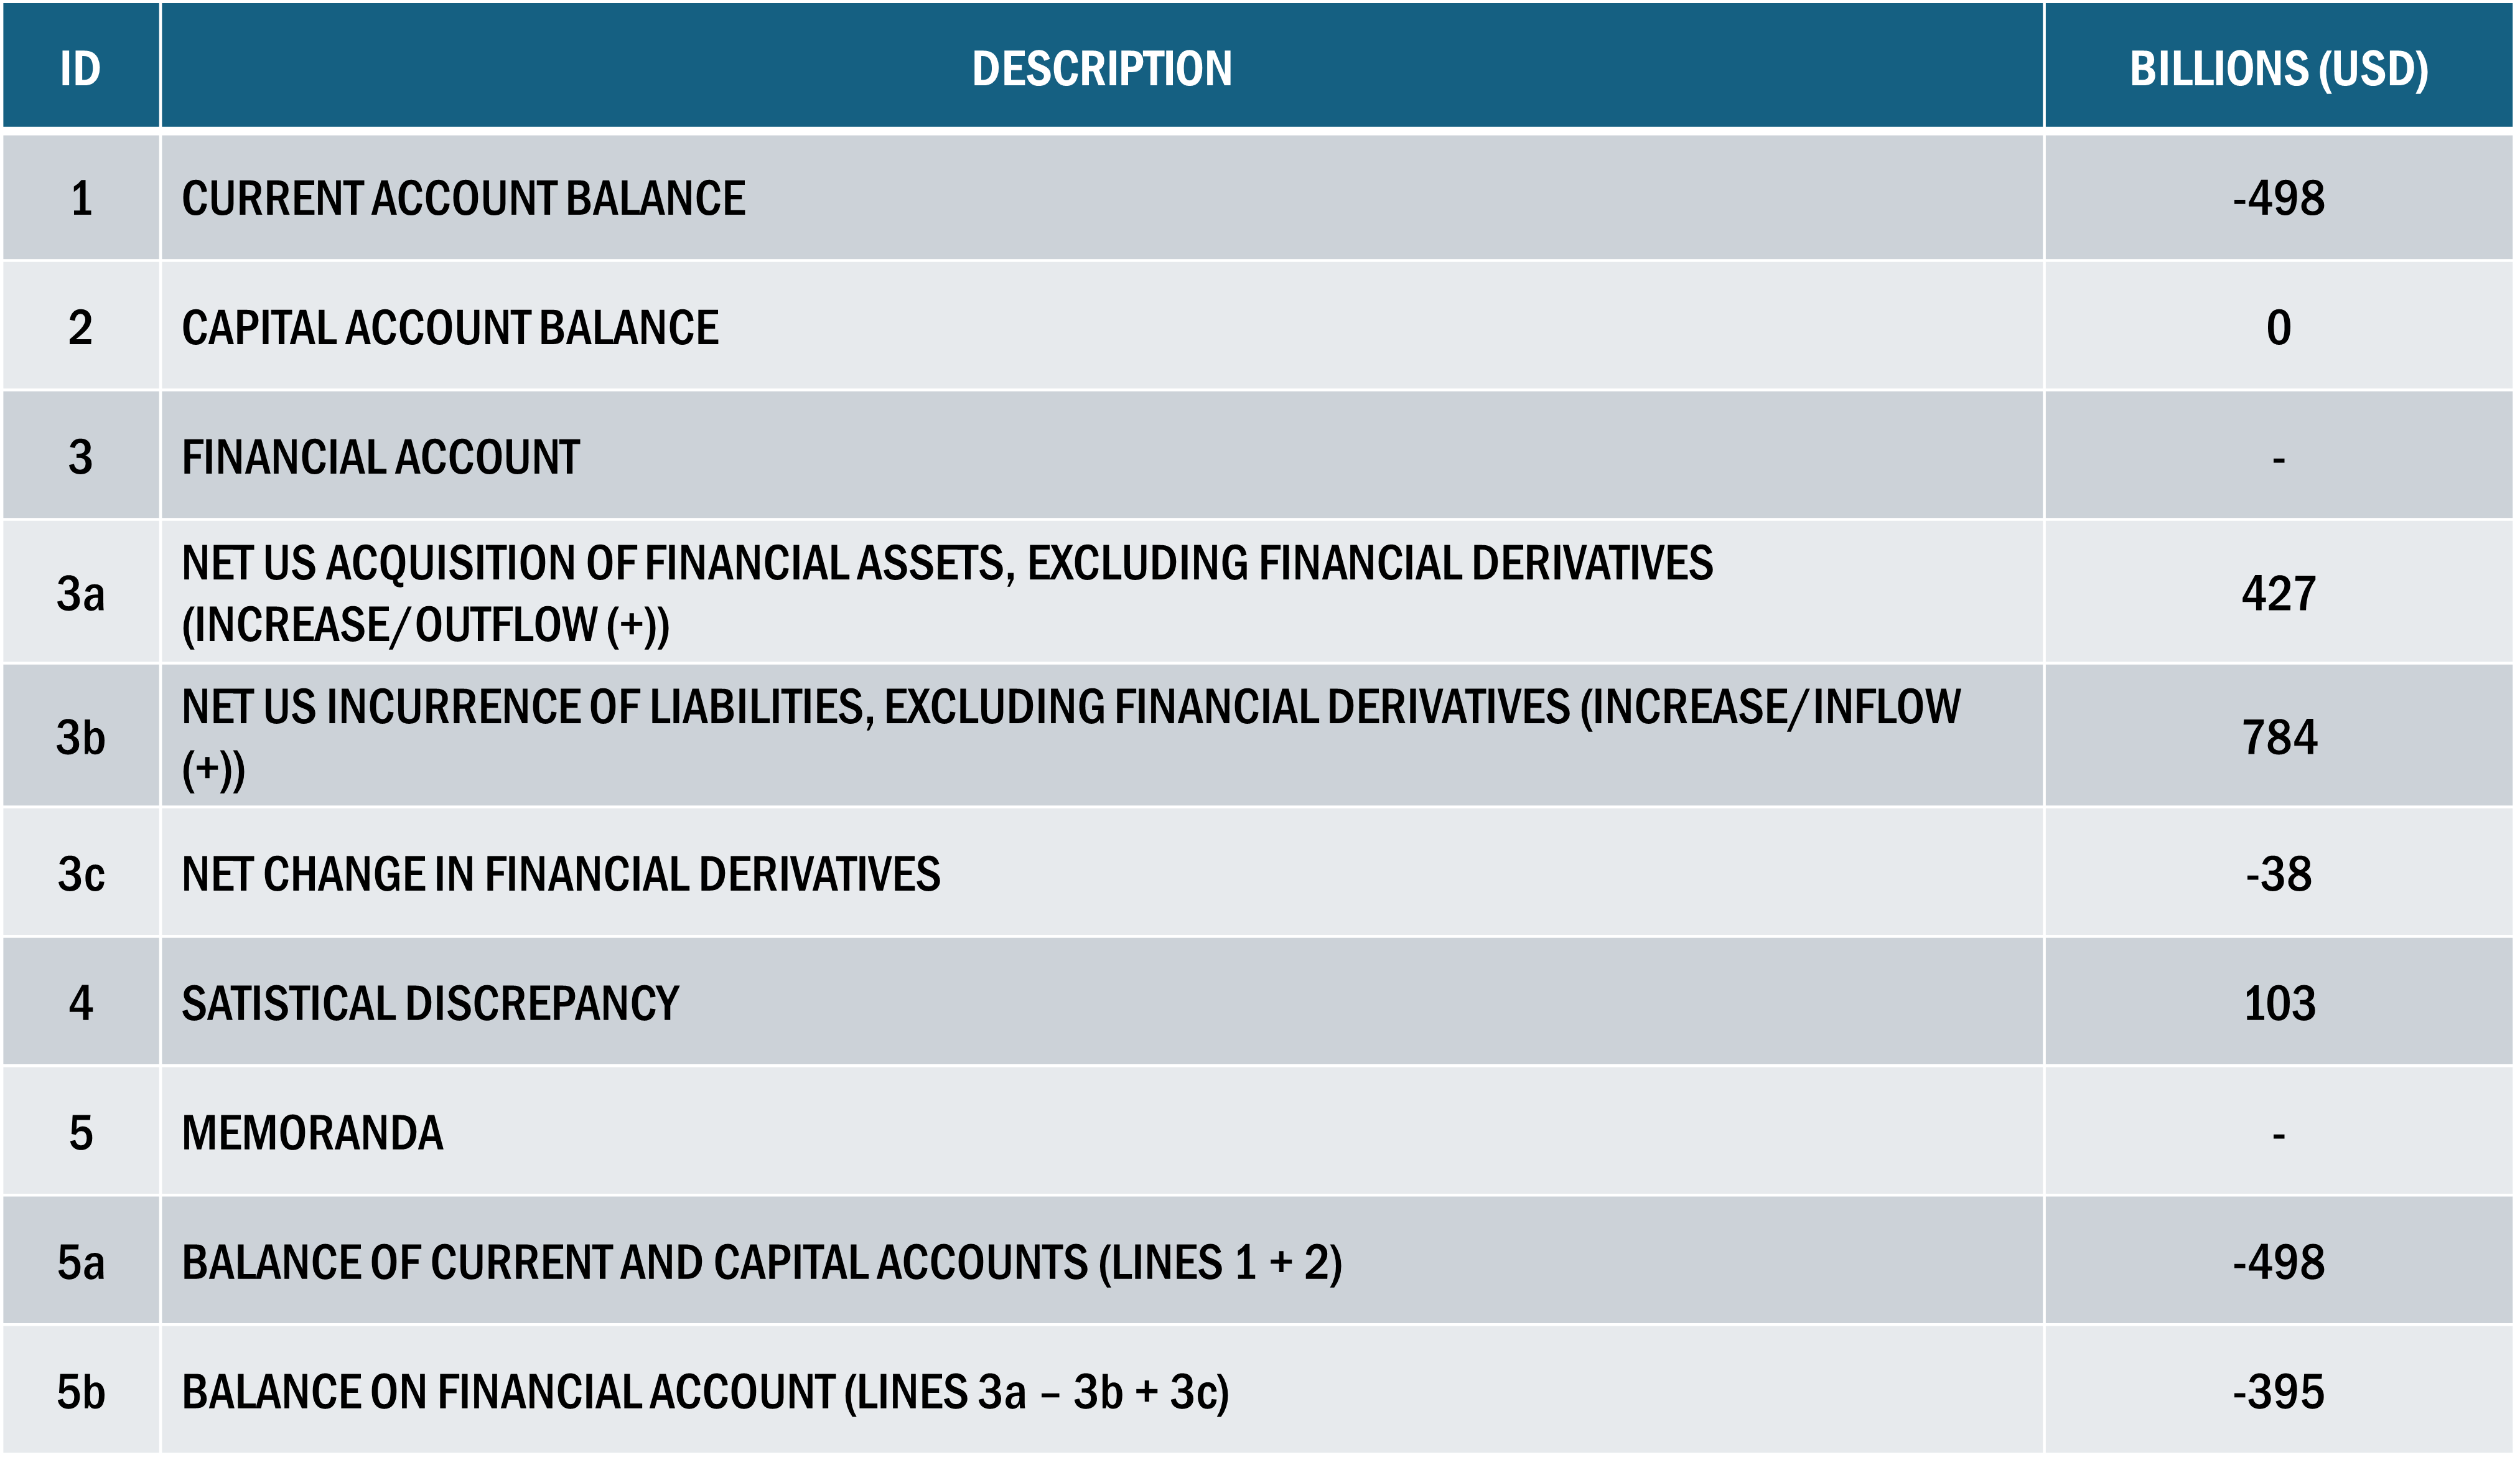 ID DESCRIPTION BILLIONS (USD)
1 CURRENT ACCOUNT BALANCE -498
2 CAPITAL ACCOUNT BALANCE 0
3 FINANCIAL ACCOUNT -
3a NET US ACQUISITION OF FINANCIAL ASSETS, EXCLUDING FINANCIAL DERIVATIVES
(INCREASE/OUTFLOW (+)) 427
3b NET US INCURRENCE OF LIABILITIES, EXCLUDING FINANCIAL DERIVATIVES (INCREASE/INFLOW
(+)) 784
3c NET CHANGE IN FINANCIAL DERIVATIVES -38
4 SATISTICAL DISCREPANCY 103
5 MEMORANDA -
5a BALANCE OF CURRENT AND CAPITAL ACCOUNTS (LINES 1 + 2) -498
5b BALANCE ON FINANCIAL ACCOUNT (LINES 3a – 3b + 3c) -395